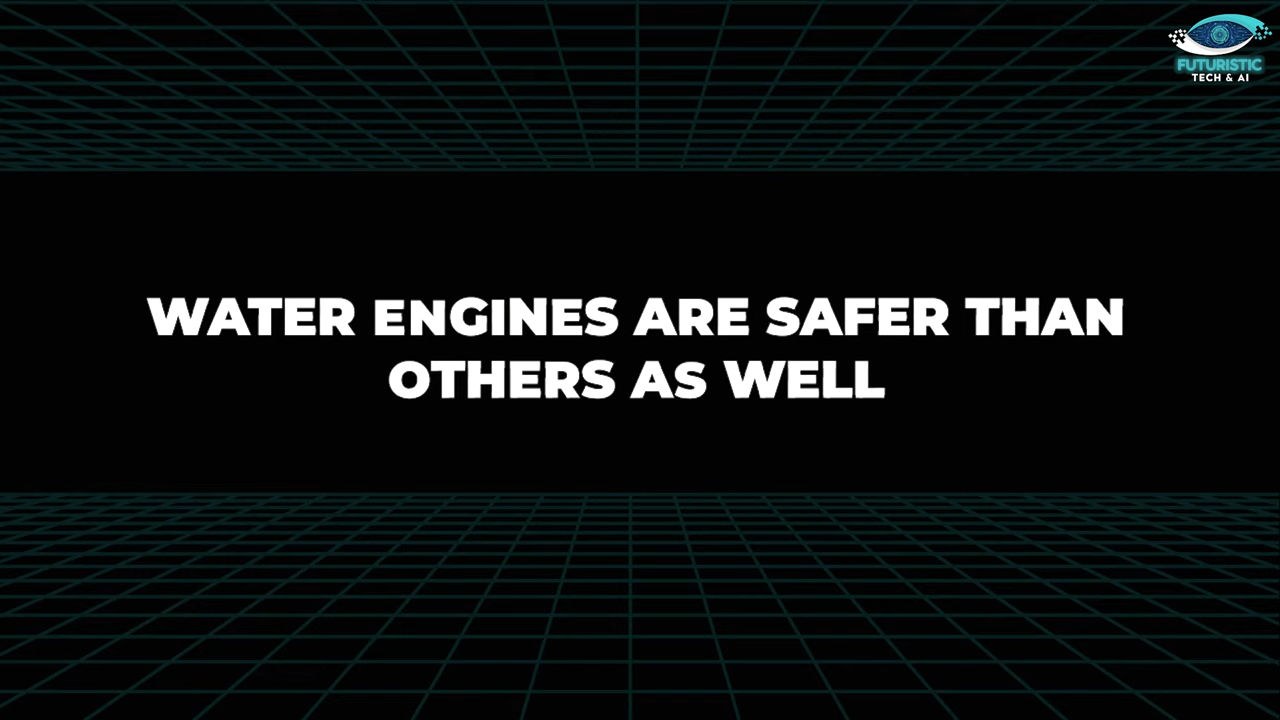 FUTURISTIC
TECH & AI
WATER ENGINES ARE SAFER THAN
OTHERS AS WELL